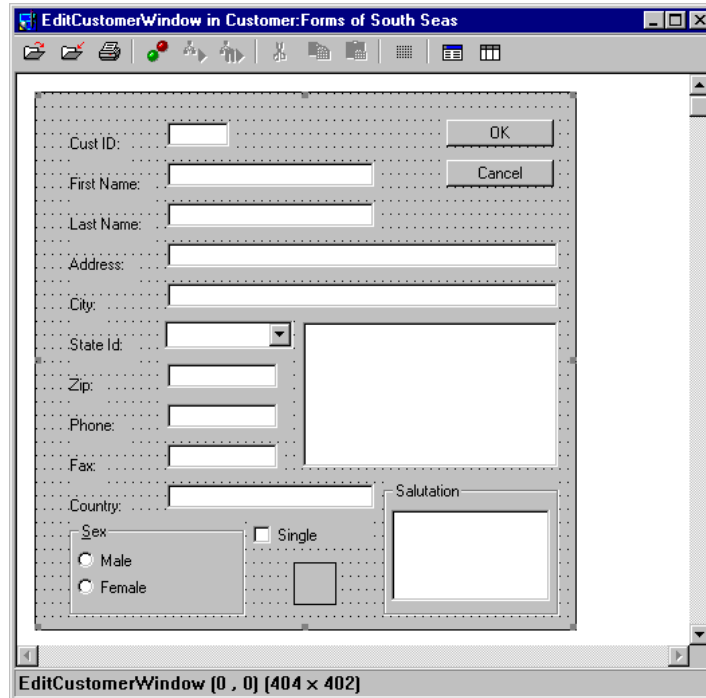 EditCustomerWindow in Customer:Forms of South Seas
Cust ID:
OK
First Name:
Cancel
Last Name:
Address:
City:
State Id:
Zip:
Phone:
Fax:
Country:
Salutation
Sex
Single
Male
Female
EditCustomerWindow (0 , 0) (404 × 402)